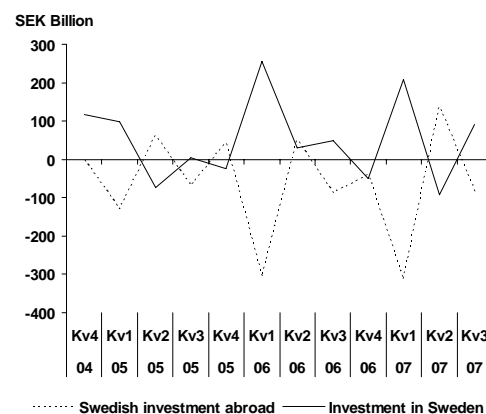 SEK Billion
300
200
100
0
-100
-200
-300
-400
Kv4 Kv1 Kv2 Kv3 Kv4 Kv1 Kv2 Kv3 Kv4 Kv1 Kv2 Kv3
04 05 05 05 05 06 06 06 06 07 07 07
Swedish investment abroad Investment in Sweden